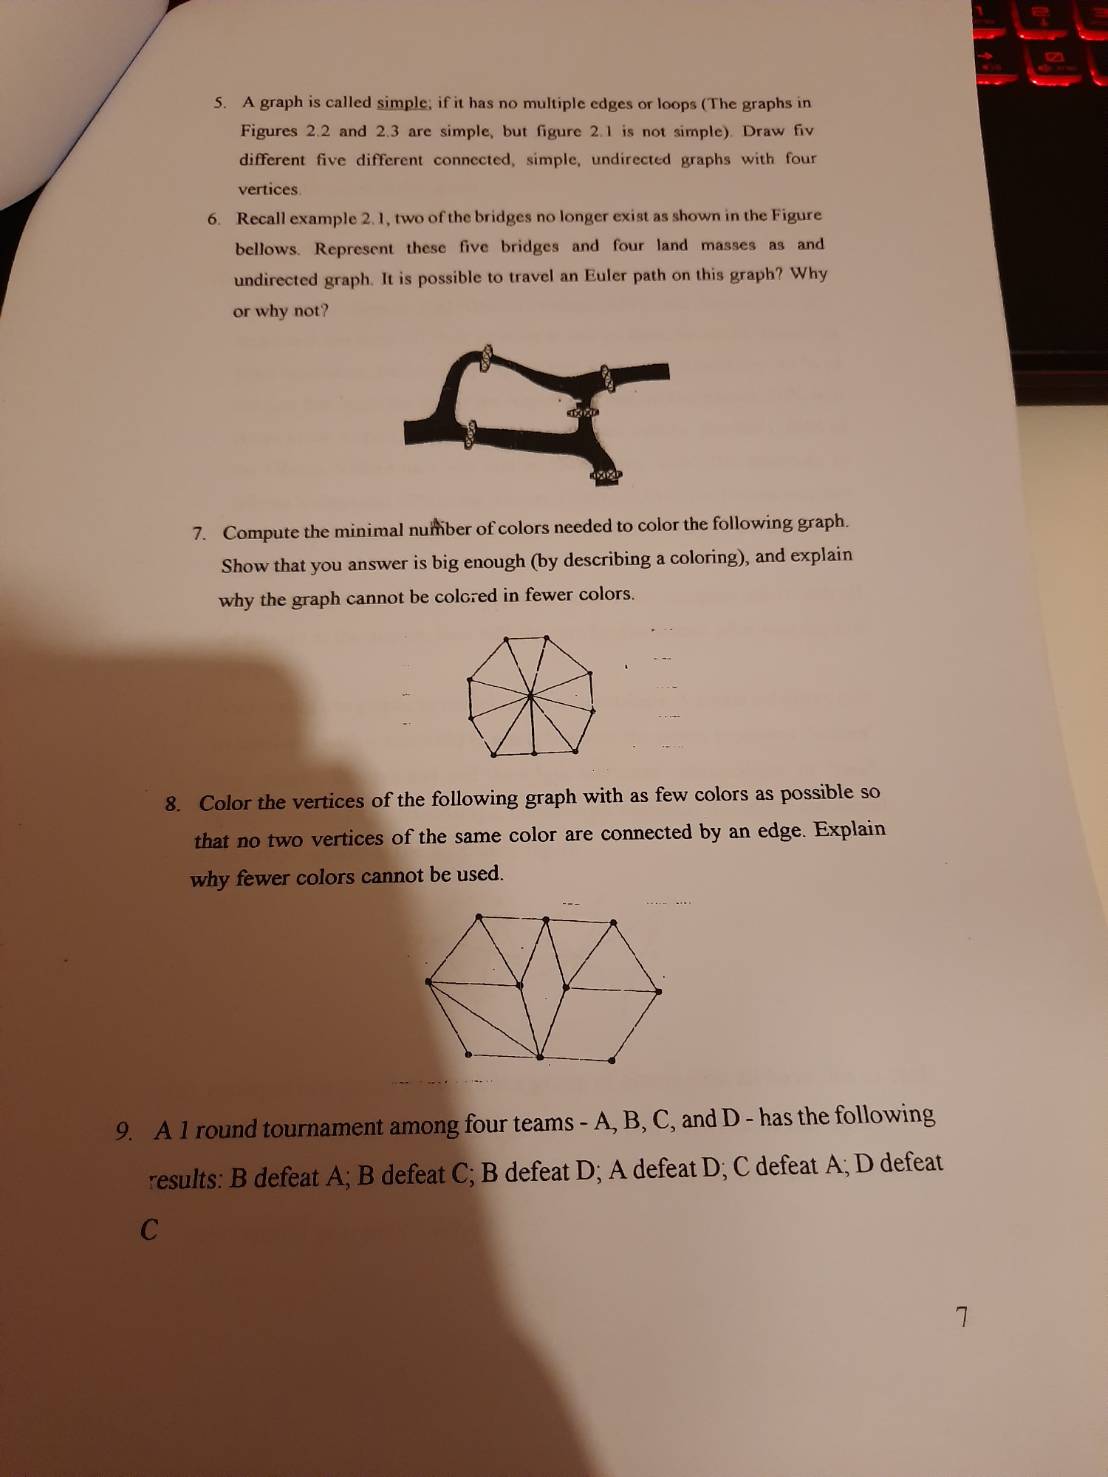 5. A graph is called simple; if it has no multiple edges or loops (The graphs in
Figures 2.2 and 2.3 are simple, but figure 2.1 is not simple). Draw fiv
different five different connected, simple, undirected graphs with four
vertices.
6. Recall example 2.1, two of the bridges no longer exist as shown in the Figure
bellows. Represent these five bridges and four land masses as and
undirected graph. It is possible to travel an Euler path on this graph? Why
or why not?
7. Compute the minimal number of colors needed to color the following graph.
Show that you answer is big enough (by describing a coloring), and explain
why the graph cannot be colored in fewer colors.
8. Color the vertices of the following graph with as few colors as possible so
that no two vertices of the same color are connected by an edge. Explain
why fewer colors cannot be used.
9. A 1 round tournament among four teams - A, B, C, and D - has the following
results: B defeat A; B defeat C; B defeat D; A defeat D; C defeat A; D defeat
C
7